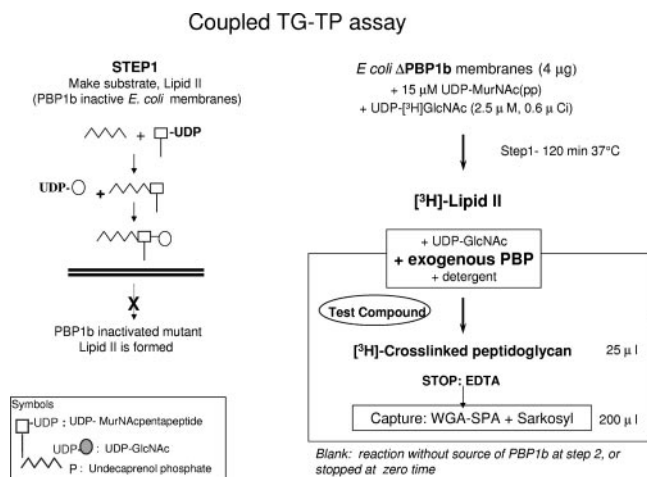 Coupled TG-TP assay
STEP1
Make substrate, Lipid II
(PBP1b inactive E. coli membranes)
+
-UDP
UDP-
+
X
PBP1b inactivated mutant
Lipid II is formed
Symbols
-UDP : UDP- MurNAcpentapeptide
UDP- : UDP-GlcNAc
P : Undecaprenol phosphate
E coli ΔPBP1b membranes (4 μg)
+ 15 μM UDP-MurNAc(pp)
+ UDP-[³H]GlcNAc (2.5 μ M, 0.6 μ Ci)
Step1- 120 min 37°C
[³H]-Lipid II
+ UDP-GlcNAc
+ exogenous PBP
+ detergent
Test Compound
[³H]-Crosslinked peptidoglycan 25 μ l
STOP: EDTA
Capture: WGA-SPA + Sarkosyl 200 μ l
Blank: reaction without source of PBP1b at step 2, or
stopped at zero time